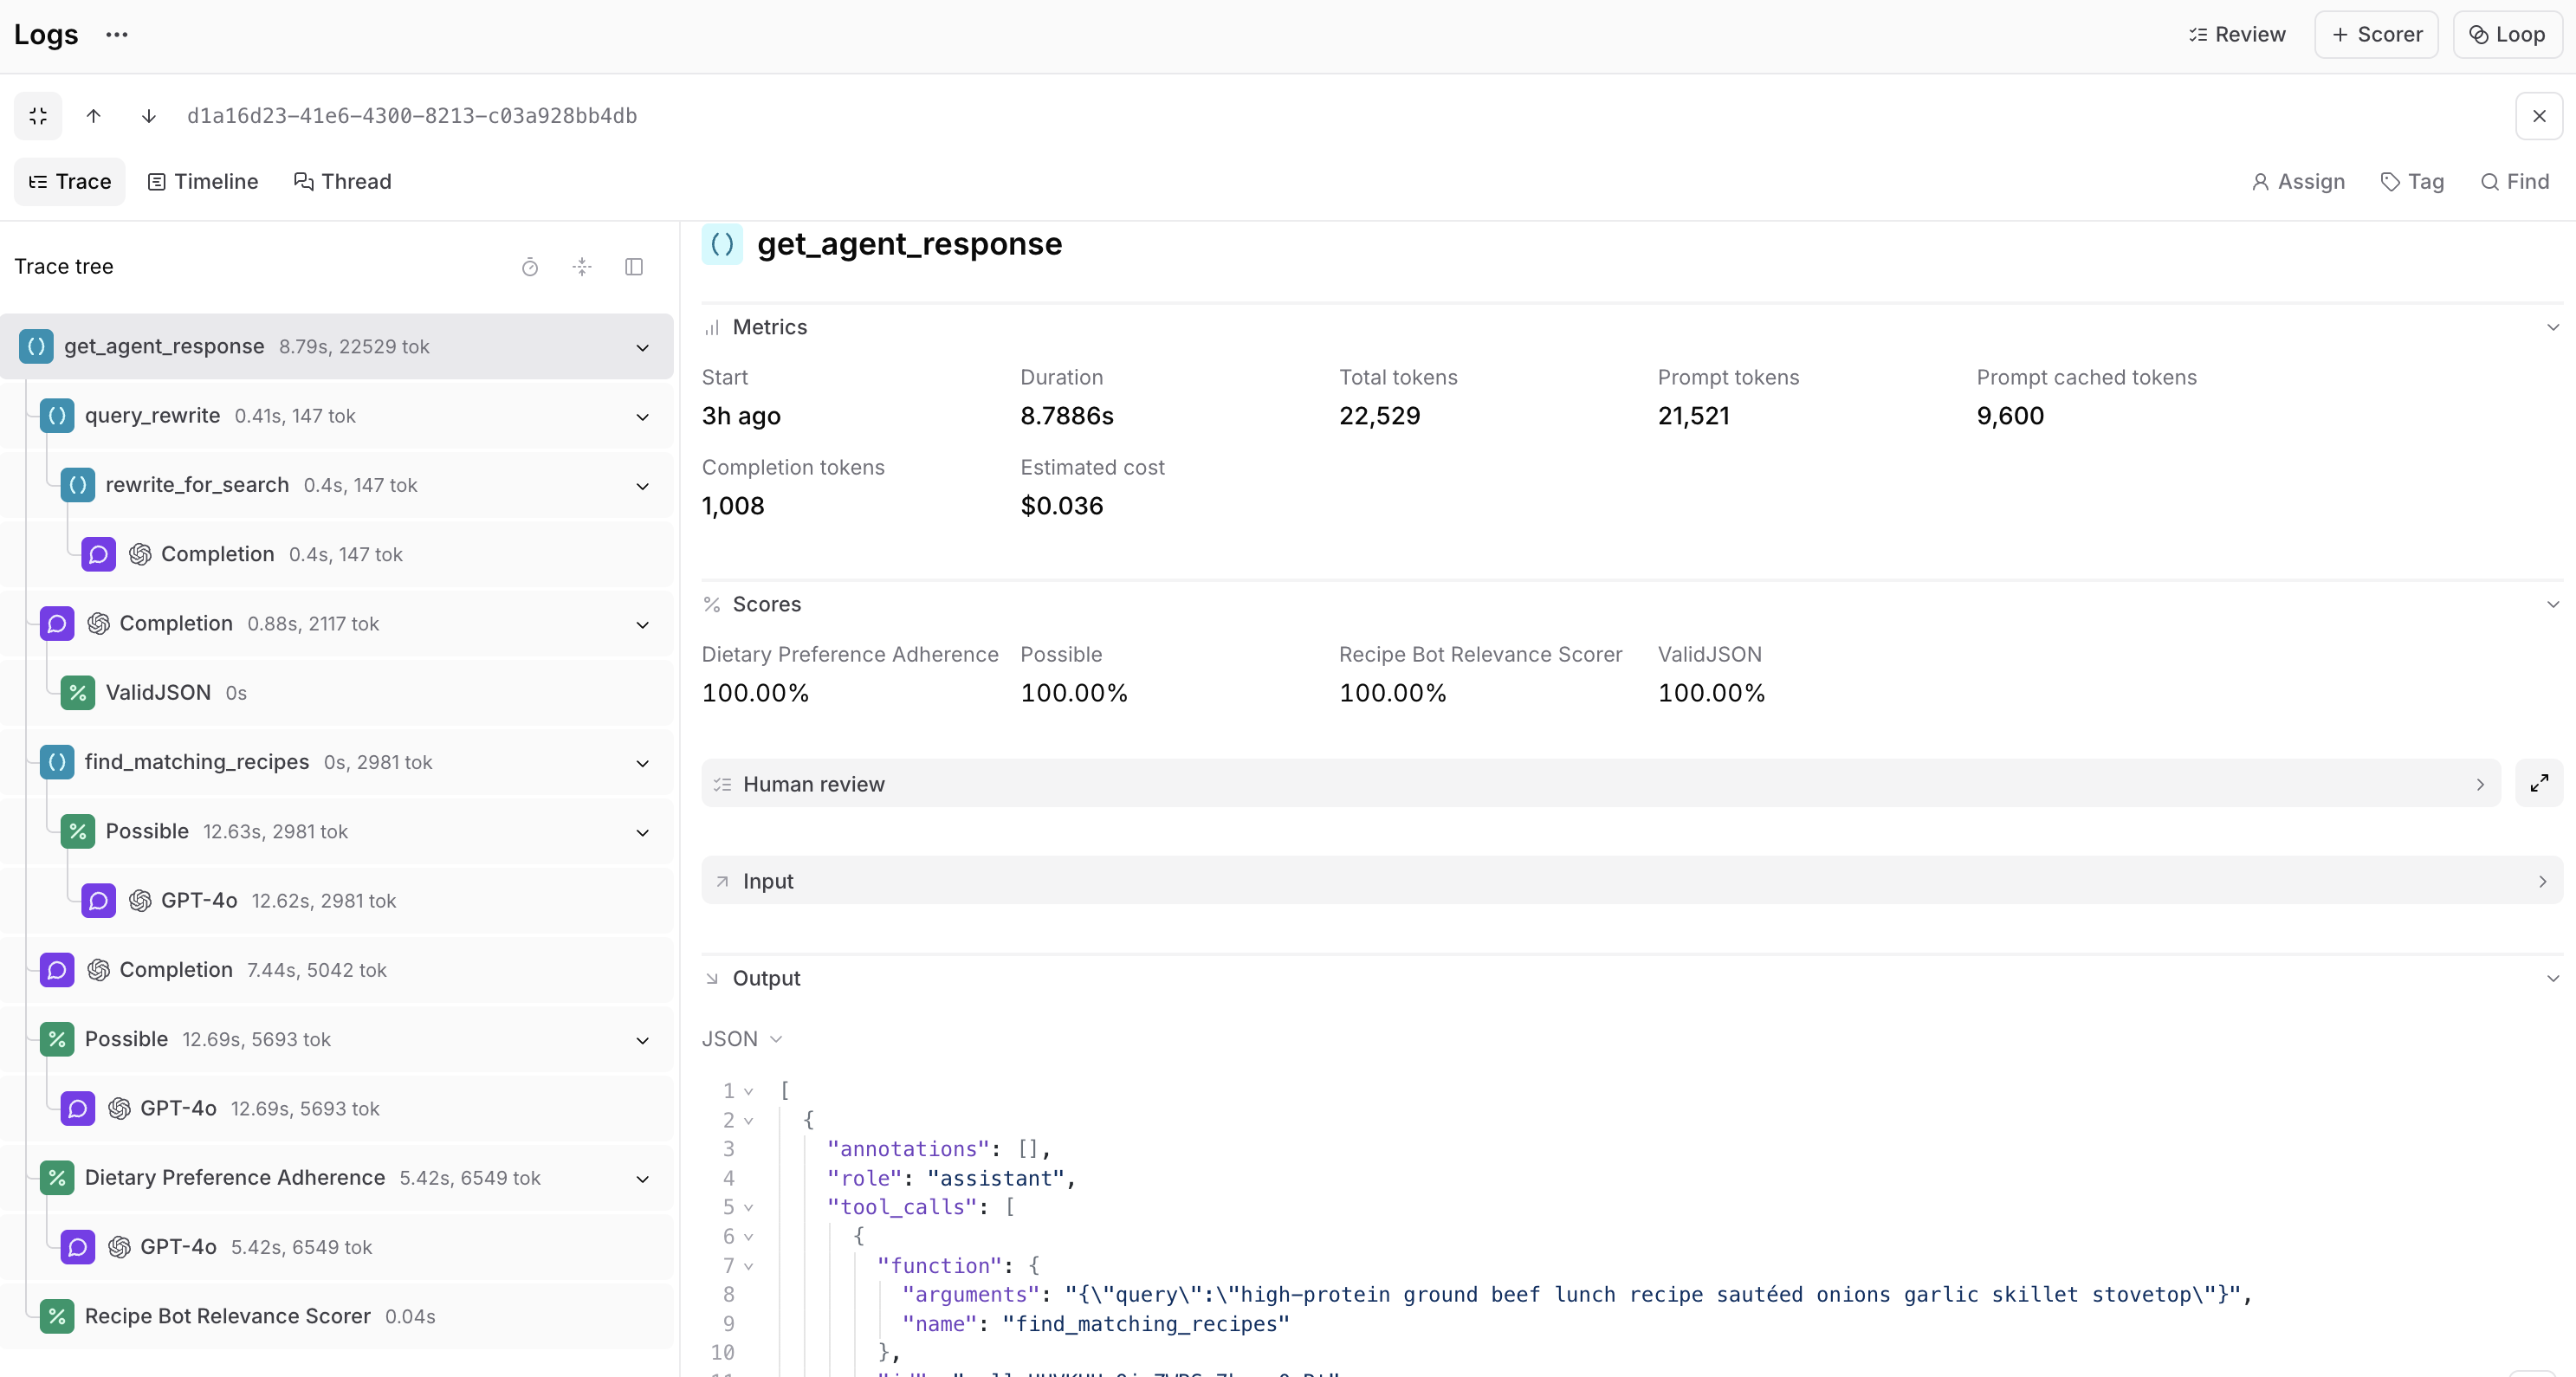 Logs
Review
Scorer
Loop
d1a16d23-41e6-4300-8213-c03a928bb4db
Trace
Timeline
Thread
Assign
Tag
Find
Trace tree
get_agent_response 8.79s, 22529 tok
query_rewrite 0.41s, 147 tok
rewrite_for_search 0.4s, 147 tok
Completion 0.4s, 147 tok
Completion 0.88s, 2117 tok
ValidJSON 0s
find_matching_recipes 0s, 2981 tok
Possible 12.63s, 2981 tok
GPT-4o 12.62s, 2981 tok
Completion 7.44s, 5042 tok
Possible 12.69s, 5693 tok
GPT-4o 12.69s, 5693 tok
Dietary Preference Adherence 5.42s, 6549 tok
GPT-4o 5.42s, 6549 tok
Recipe Bot Relevance Scorer 0.04s
get_agent_response
Metrics
Start Duration Total tokens Prompt tokens Prompt cached tokens
3h ago 8.7886s 22,529 21,521 9,600
Completion tokens Estimated cost
1,008 $0.036
Scores
Dietary Preference Adherence Possible Recipe Bot Relevance Scorer ValidJSON
100.00% 100.00% 100.00% 100.00%
Human review
Input
Output
JSON
1 [
2 {
3 "annotations": [],
4 "role": "assistant",
5 "tool_calls": [
6 {
7 "function": {
8 "arguments": "{\"query\":\"high-protein ground beef lunch recipe sautéed onions garlic skillet stovetop\"}",
9 "name": "find_matching_recipes"
10 },